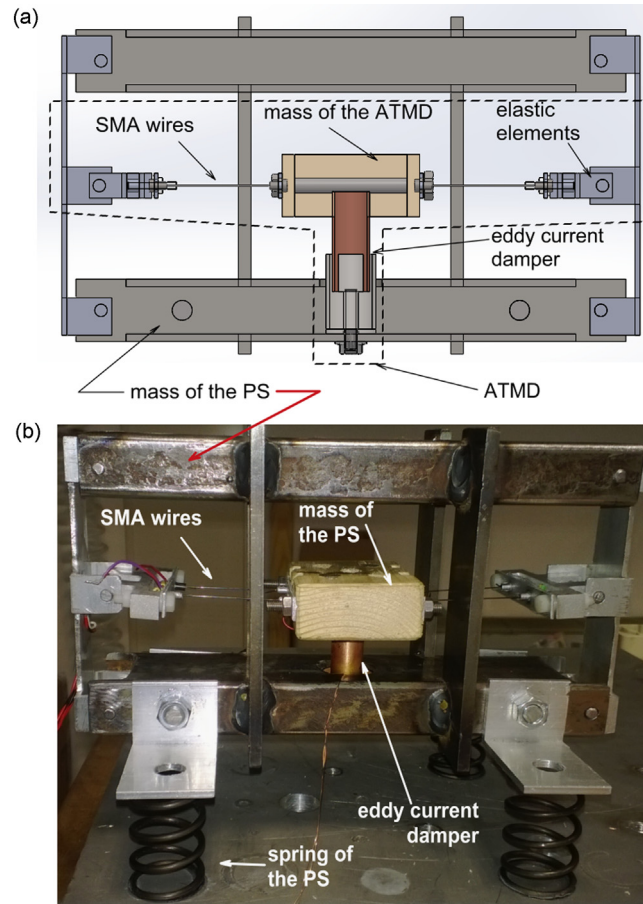 (a)
SMA wires
mass of the ATMD
elastic
elements
eddy current
damper
mass of the PS
ATMD
(b)
SMA wires
mass of
the PS
eddy current
damper
spring of
the PS